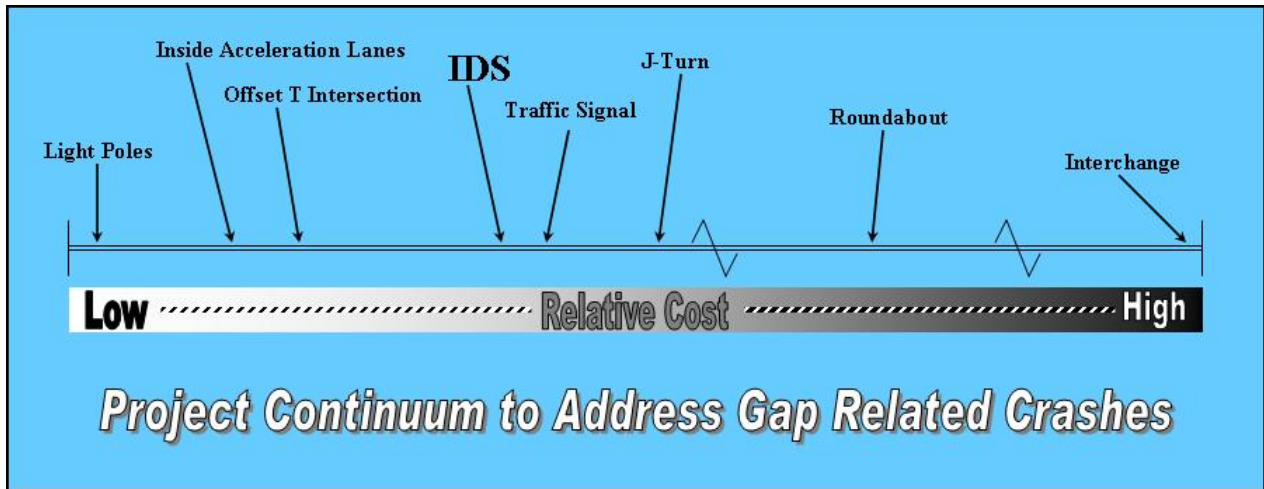 Inside Acceleration Lanes
IDS
J-Turn
Offset T Intersection
Traffic Signal
Roundabout
Light Poles
Interchange
Low
Relative Cost
High
Project Continuum to Address Gap Related Crashes